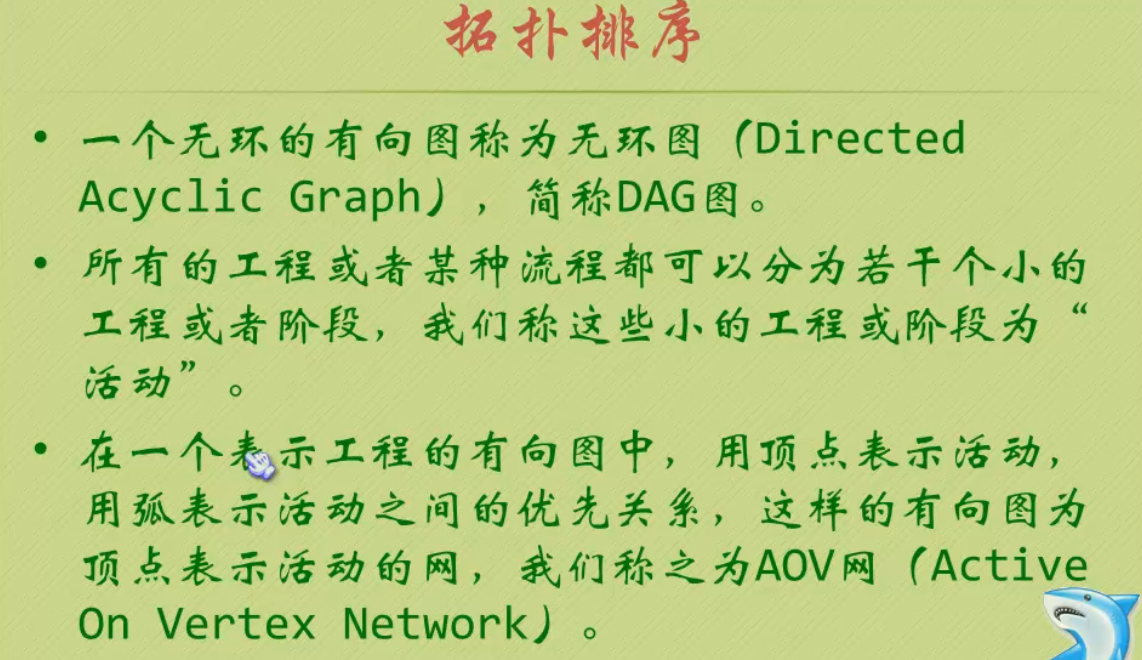 拓扑排序
• 一个无环的有向图称为无环图（Directed
Acyclic Graph），简称DAG图。
• 所有的工程或者某种流程都可以分为若干个小的
工程或者阶段，我们称这些小的工程或阶段为“
活动”。
• 在一个表示工程的有向图中，用顶点表示活动，
用弧表示活动之间的优先关系，这样的有向图为
顶点表示活动的网，我们称之为AOV网（Active
On Vertex Network）。